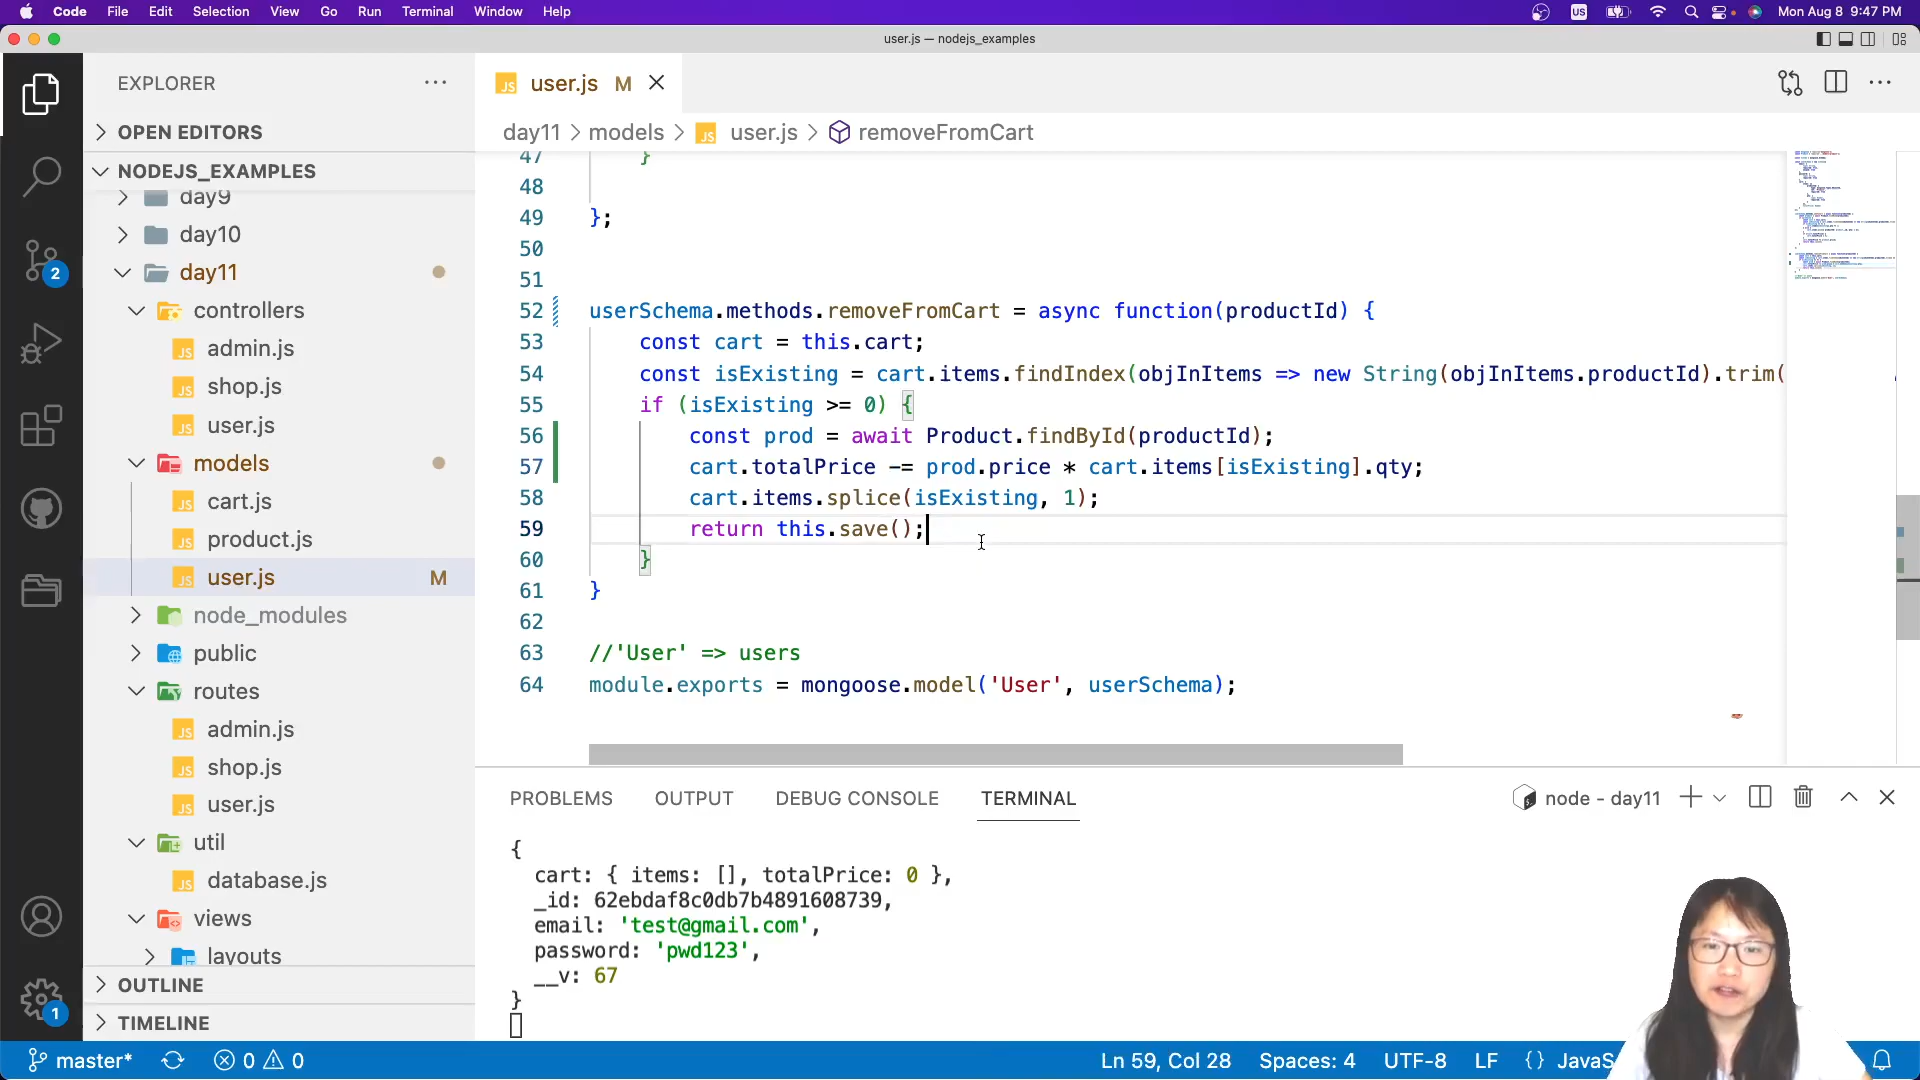 Code File Edit Selection View Go Run Terminal Window Help US Mon Aug 8 9:47 PM
user.js — nodejs_examples
EXPLORER
OPEN EDITORS
NODEJS_EXAMPLES
day9
day10
day11
controllers
JS admin.js
JS shop.js
JS user.js
models
JS cart.js
JS product.js
JS user.js M
node_modules
public
routes
JS admin.js
JS shop.js
JS user.js
util
JS database.js
views
layouts
OUTLINE
TIMELINE
2
1
JS user.js M
day11 > models > JS user.js > removeFromCart
47 }
48
49 };
50
51
52 userSchema.methods.removeFromCart = async function(productId) {
53 const cart = this.cart;
54 const isExisting = cart.items.findIndex(objInItems => new String(objInItems.productId).trim(
55 if (isExisting >= 0) {
56 const prod = await Product.findById(productId);
57 cart.totalPrice -= prod.price * cart.items[isExisting].qty;
58 cart.items.splice(isExisting, 1);
59 return this.save();
60 }
61 }
62
63 //'User' => users
64 module.exports = mongoose.model('User', userSchema);
PROBLEMS OUTPUT DEBUG CONSOLE TERMINAL node - day11
{
cart: { items: [], totalPrice: 0 },
_id: 62ebdaf8c0db7b4891608739,
email: 'test@gmail.com',
password: 'pwd123',
__v: 67
}
master* 0 0 Ln 59, Col 28 Spaces: 4 UTF-8 LF {} JavaS